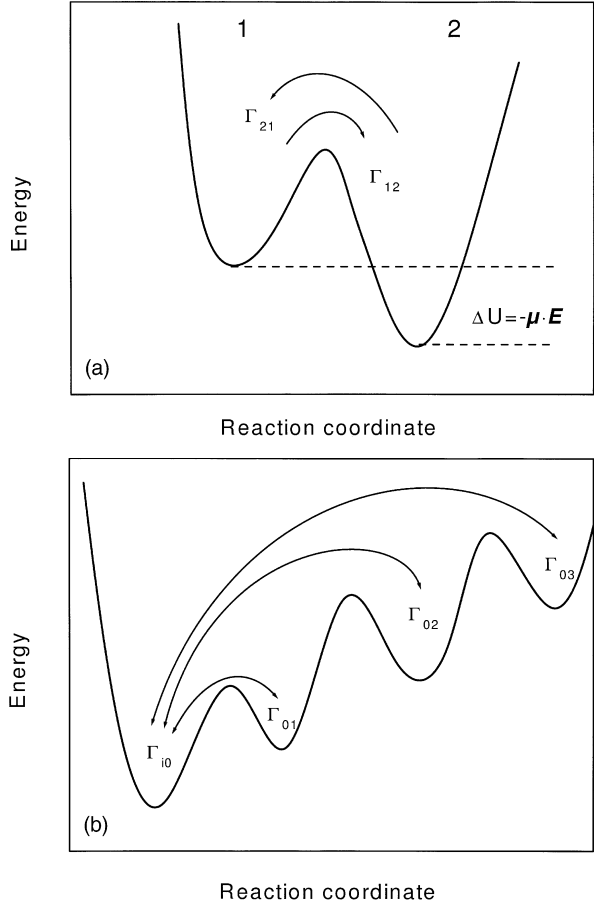 1 2
Γ21
Γ12
Energy
ΔU=-μ·E
(a)
Reaction coordinate
Γ03
Γ02
Energy
Γ01
Γi0
(b)
Reaction coordinate